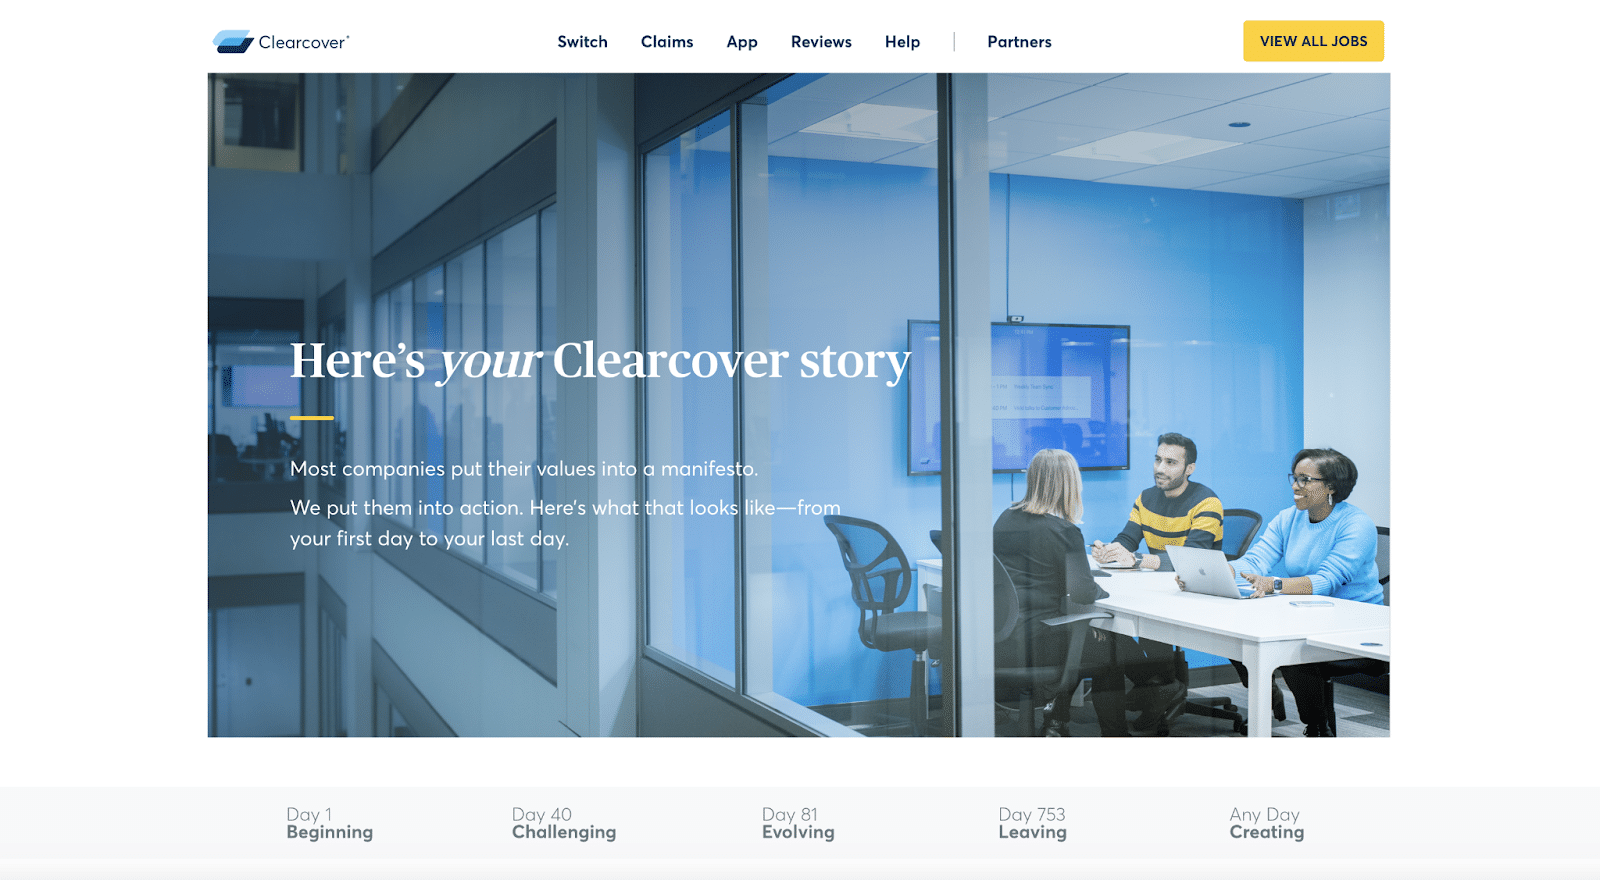 Clearcover
Switch
Claims
App
Reviews
Help
Partners
VIEW ALL JOBS
Here’s your Clearcover story
Most companies put their values into a manifesto.
We put them into action. Here’s what that looks like—from
your first day to your last day.
Day 1
Beginning
Day 40
Challenging
Day 81
Evolving
Day 753
Leaving
Any Day
Creating